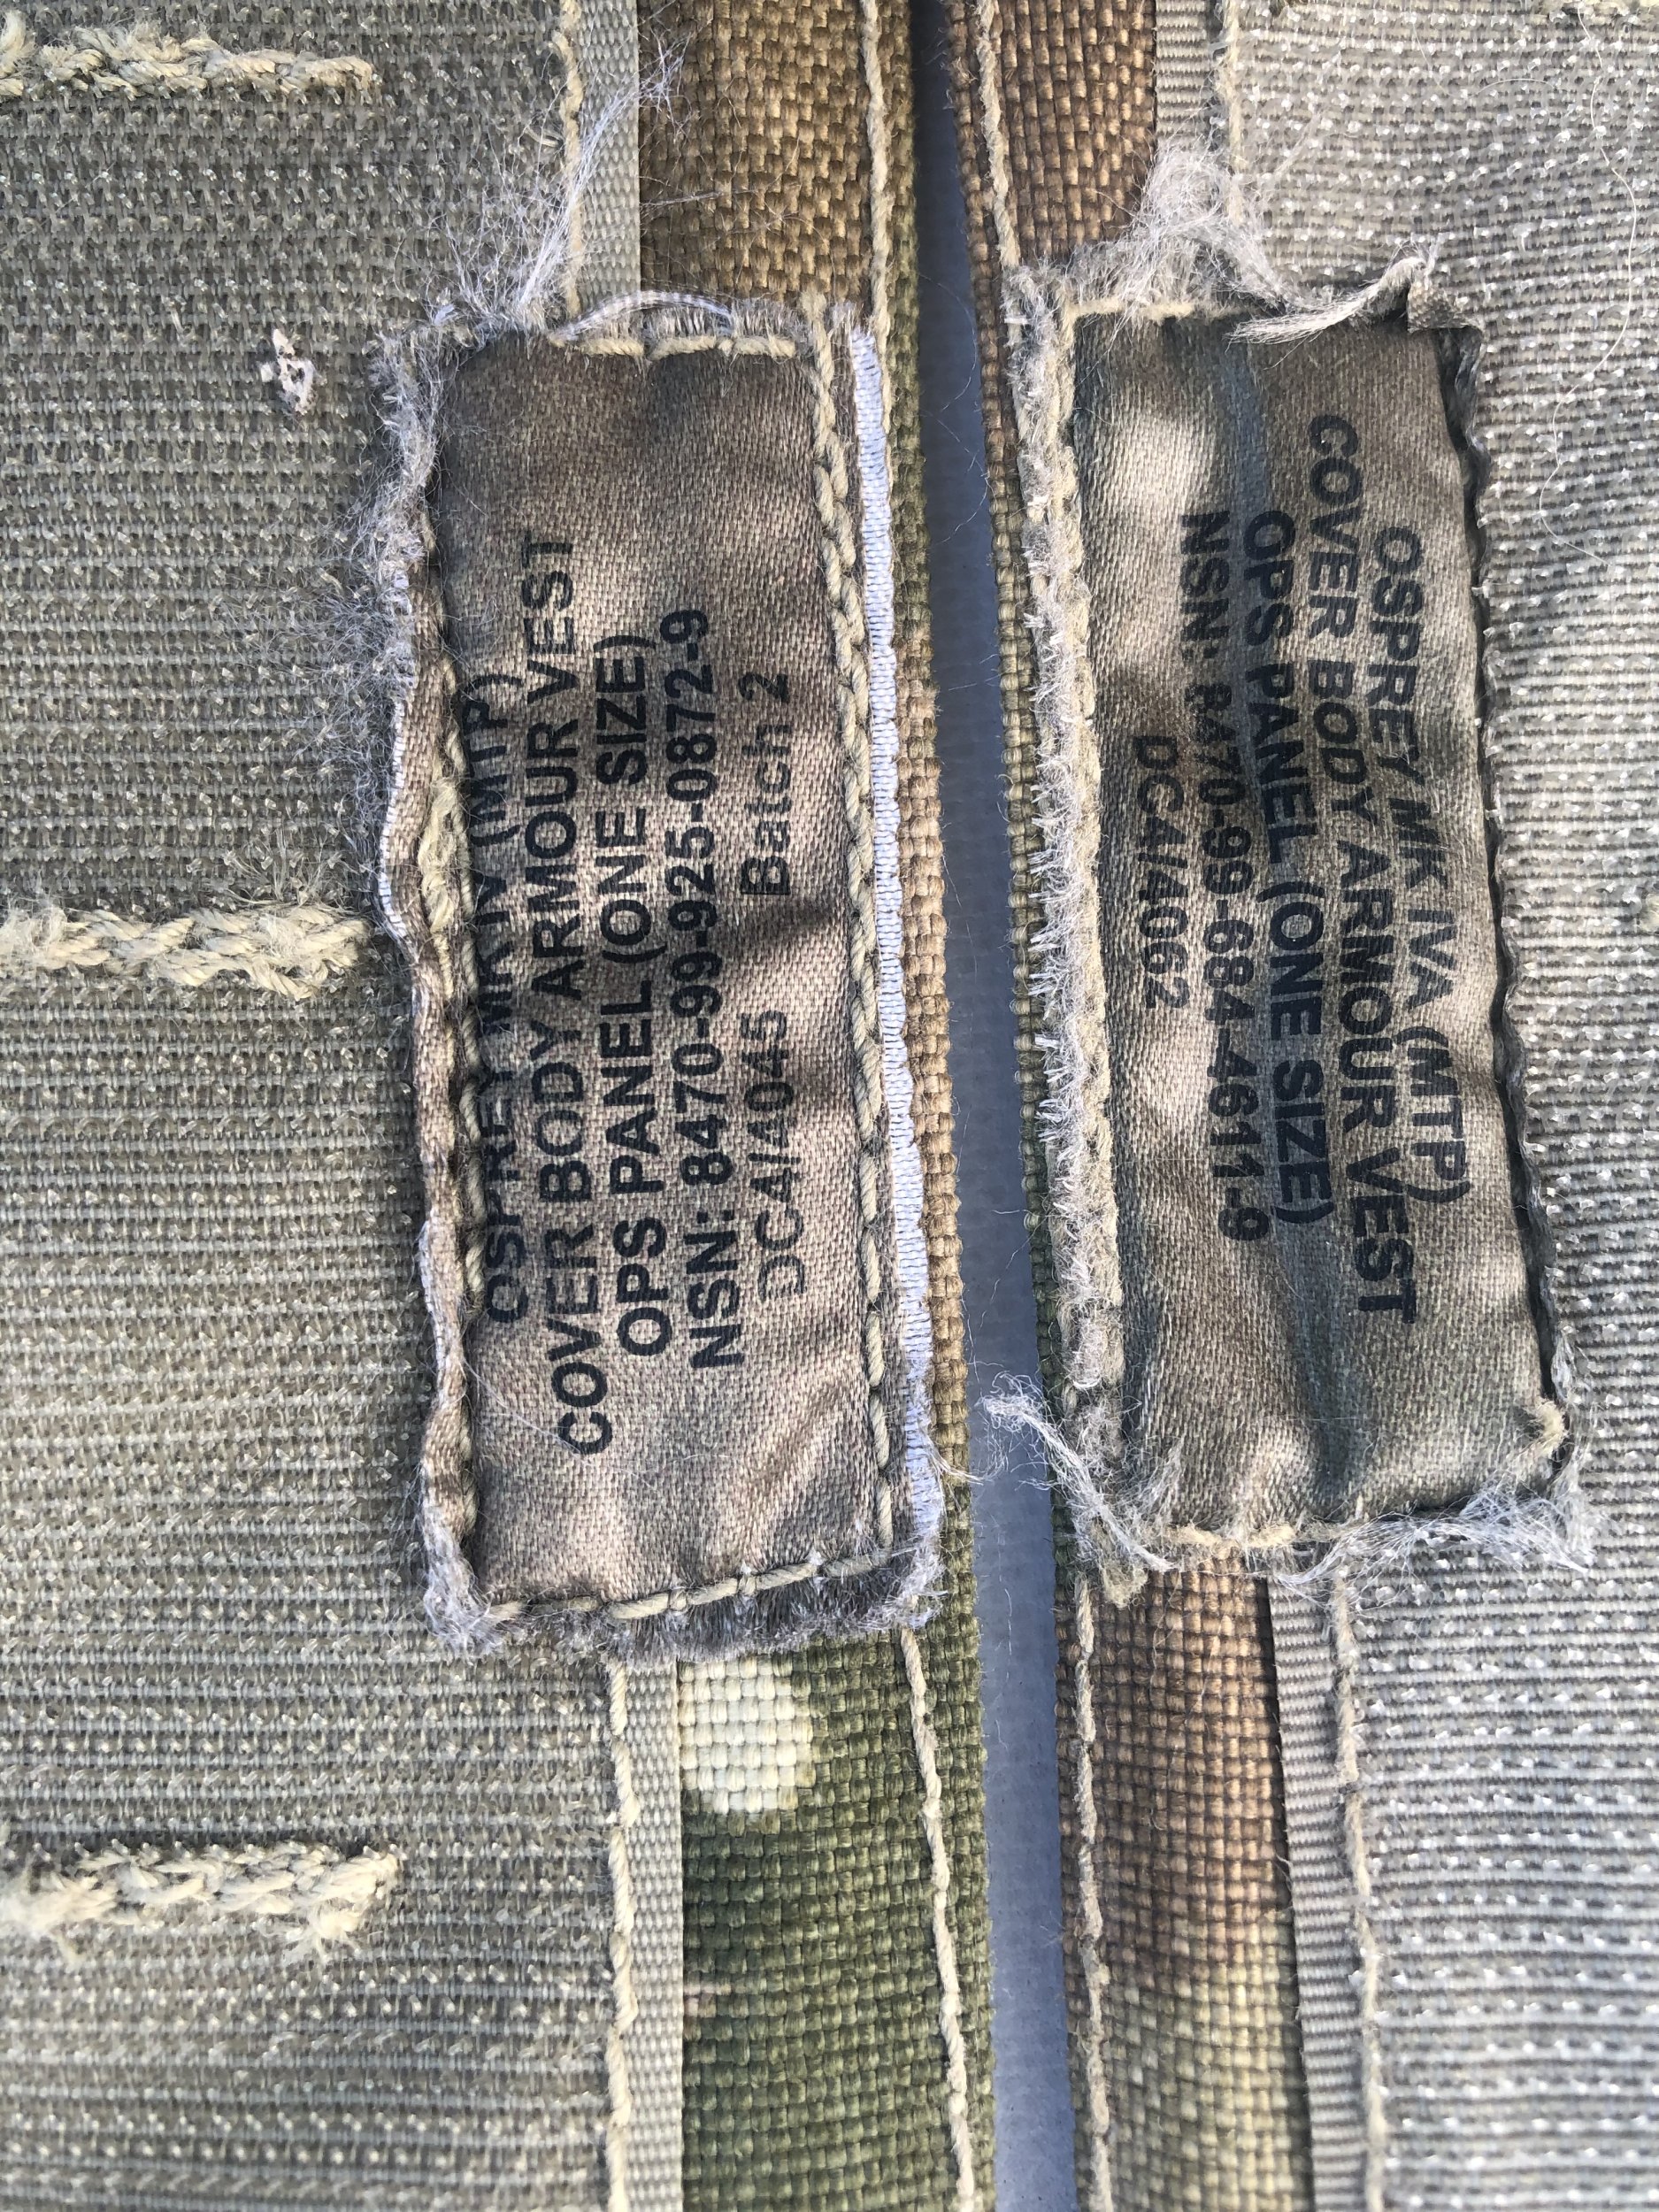 OSPREY MK IV (MTP)
COVER BODY ARMOUR VEST
OPS PANEL (ONE SIZE)
NSN: 8470-99-925-0872-9
DC4/4045 Batch 2
OSPREY MK IVA (MTP)
COVER BODY ARMOUR VEST
OPS PANEL (ONE SIZE)
NSN: 8470-99-684-4611-9
DC4/4062